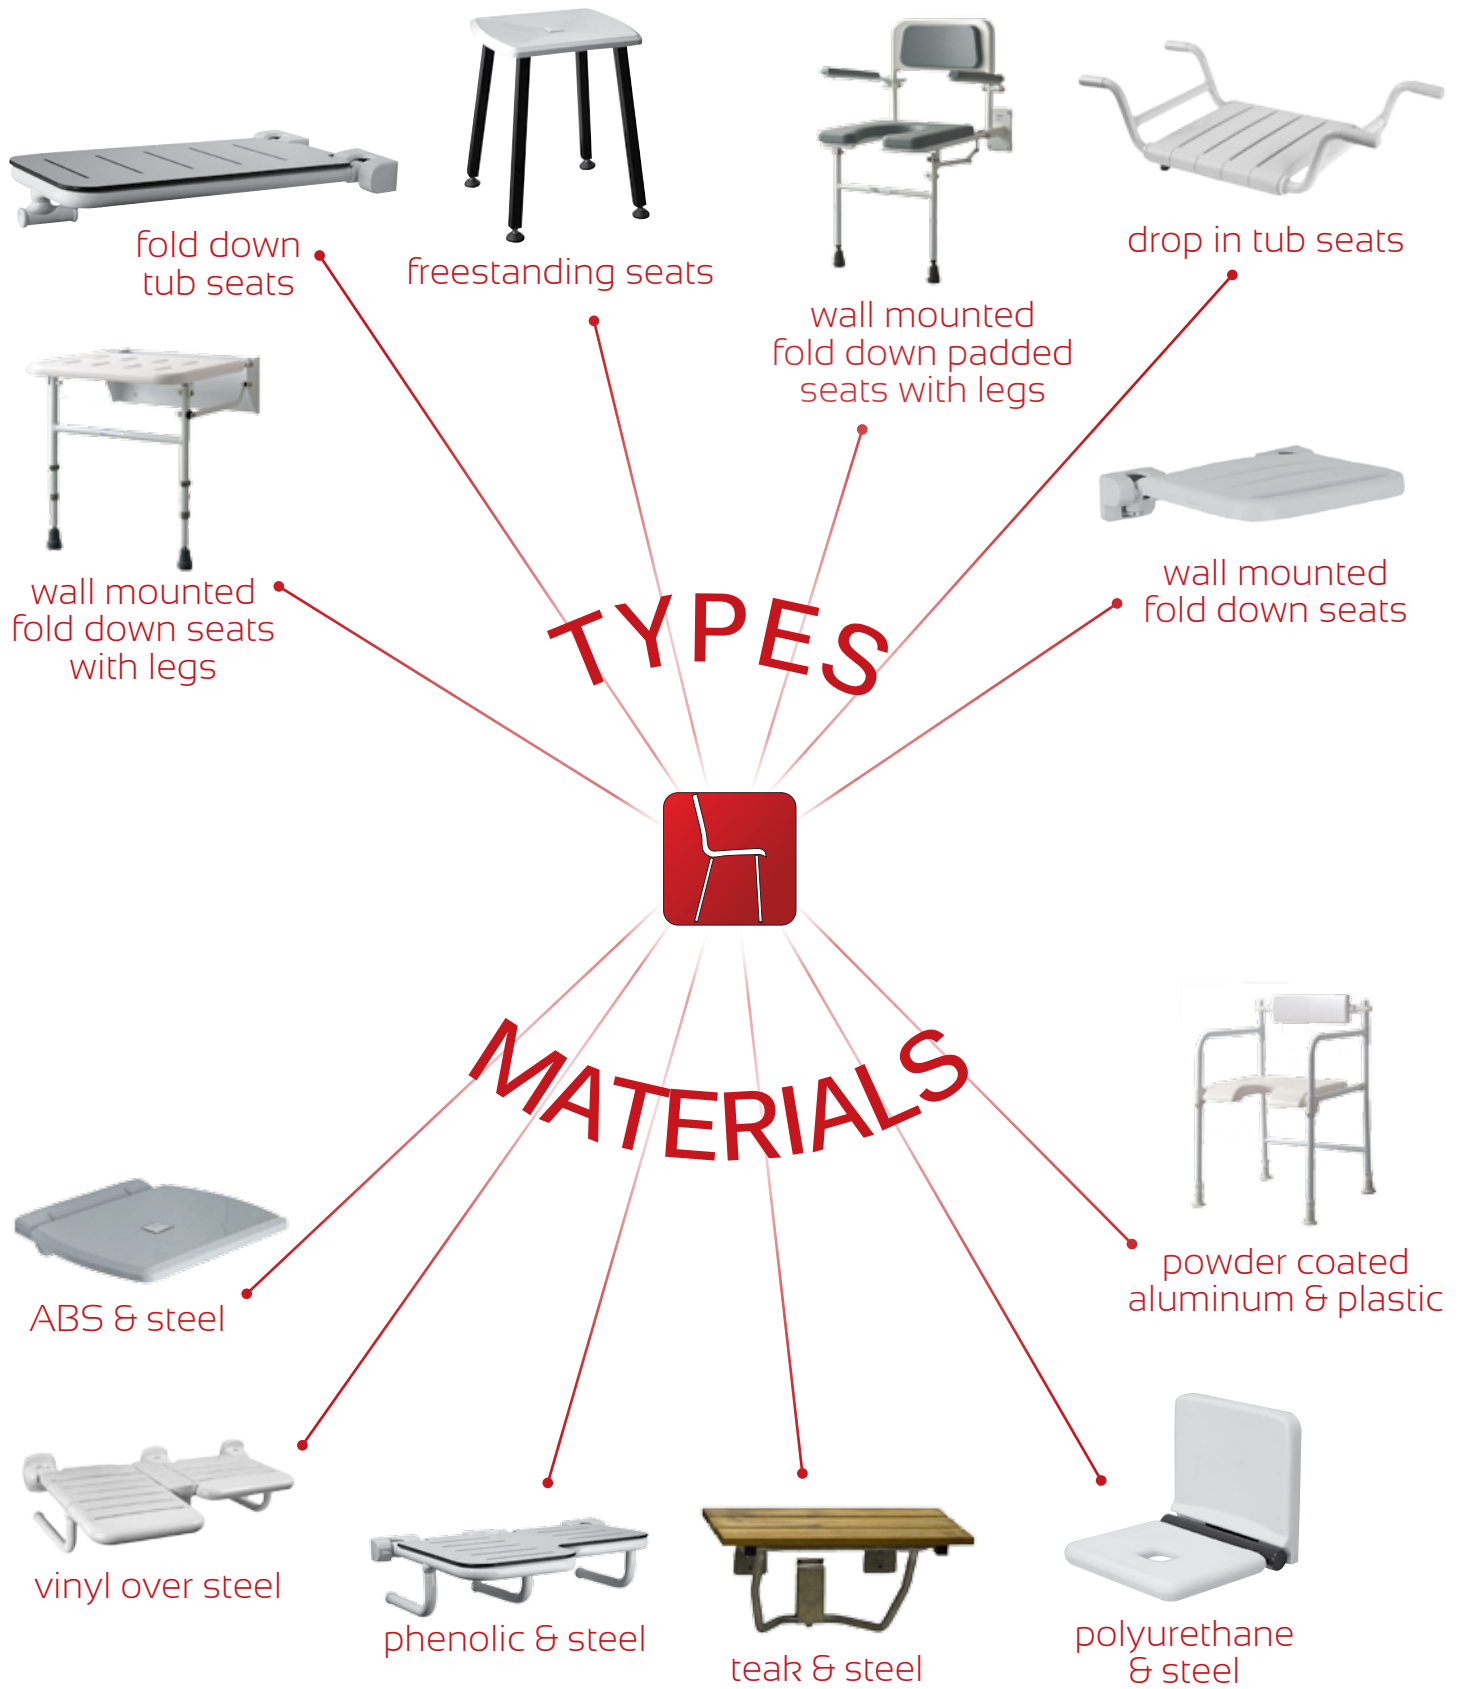 fold down
tub seats
freestanding seats
wall mounted
fold down padded
seats with legs
drop in tub seats
wall mounted
fold down seats
with legs
wall mounted
fold down seats
TYPES
MATERIALS
ABS & steel
vinyl over steel
phenolic & steel
teak & steel
polyurethane
& steel
powder coated
aluminum & plastic